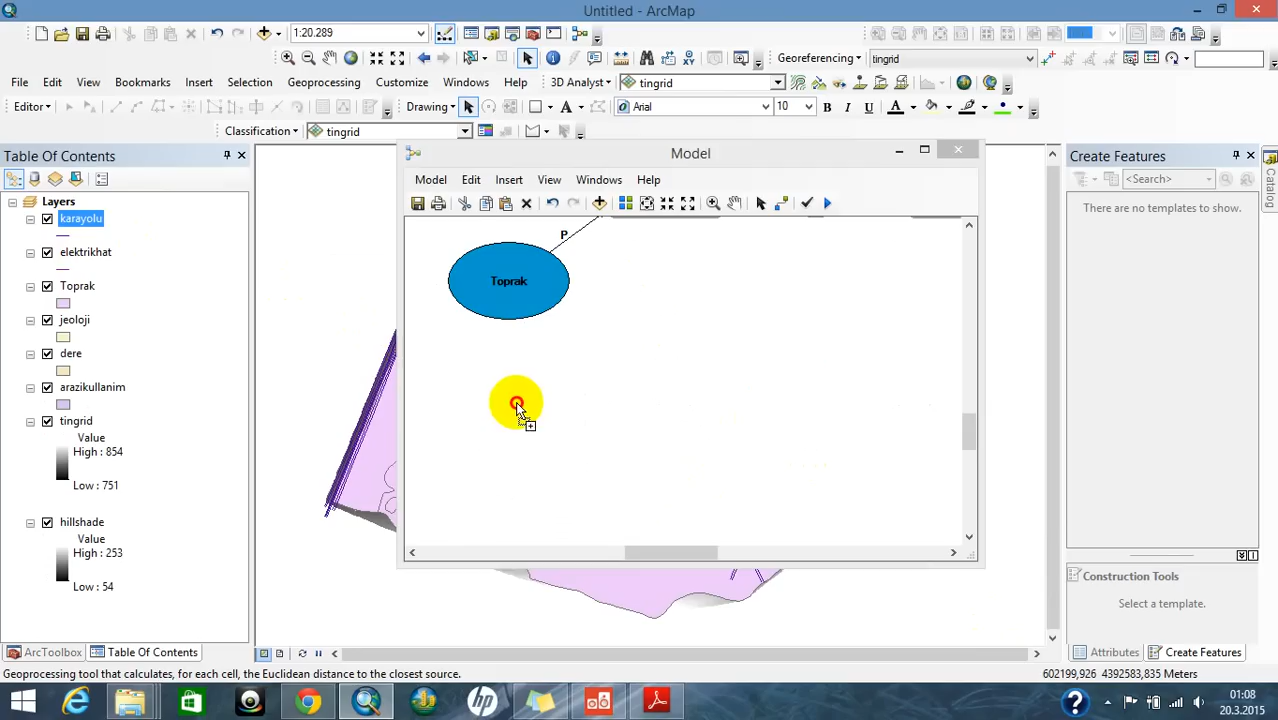 Untitled - ArcMap
1:20.289
Georeferencing
tingrid
File Edit View Bookmarks Insert Selection Geoprocessing Customize Windows Help 3D Analyst tingrid
Editor Drawing A Arial 10 B I U A
Classification tingrid
Table Of Contents
Layers
karayolu
elektrikhat
Toprak
jeoloji
dere
arazikullanim
tingrid
Value
High : 854
Low : 751
hillshade
Value
High : 253
Low : 54
ArcToolbox Table Of Contents
Model
Model Edit Insert View Windows Help
P
Toprak
Create Features
<Search>
There are no templates to show.
Catalog
Construction Tools
Select a template.
Attributes Create Features
Geoprocessing tool that calculates, for each cell, the Euclidean distance to the closest source.
602199,926 4392583,835 Meters
01:08
20.3.2015